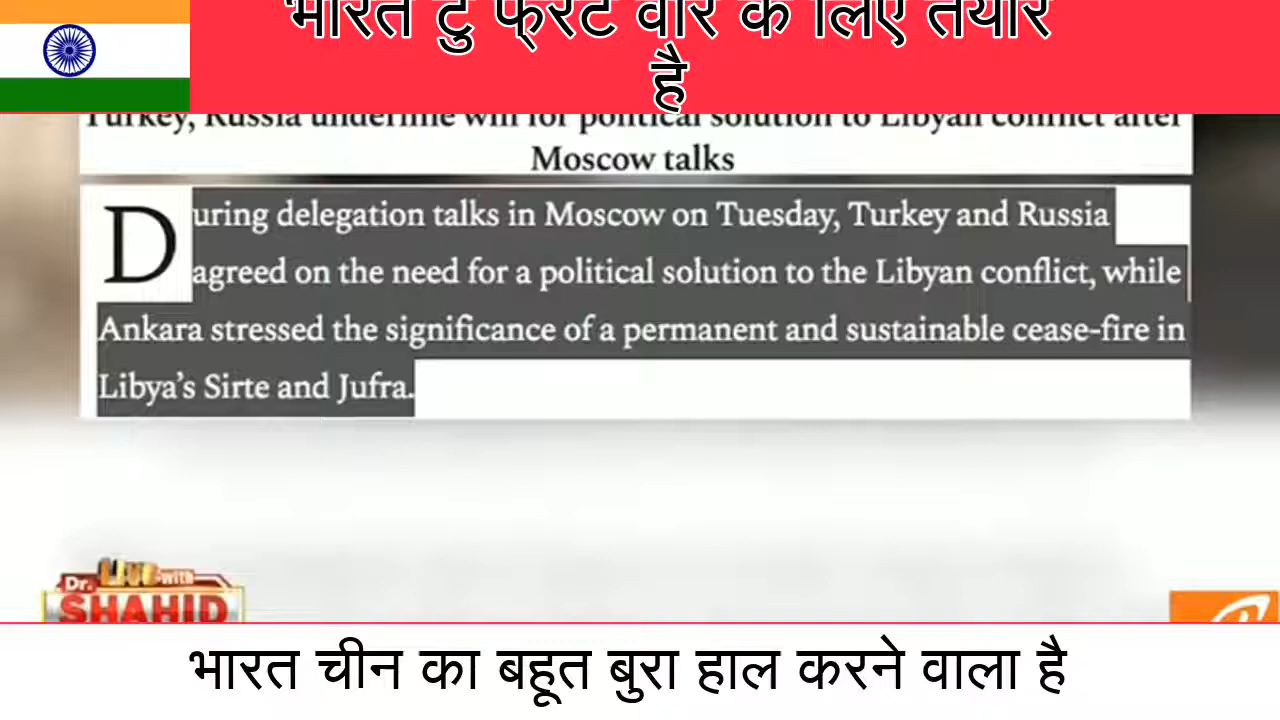 भारत टु फ्रंट वार के लिए तैयार
है
Turkey, Russia underline will for political solution to Libyan conflict after
Moscow talks
During delegation talks in Moscow on Tuesday, Turkey and Russia
agreed on the need for a political solution to the Libyan conflict, while
Ankara stressed the significance of a permanent and sustainable cease-fire in
Libya's Sirte and Jufra.
Dr. LIVE with
SHAHID
भारत चीन का बहूत बुरा हाल करने वाला है